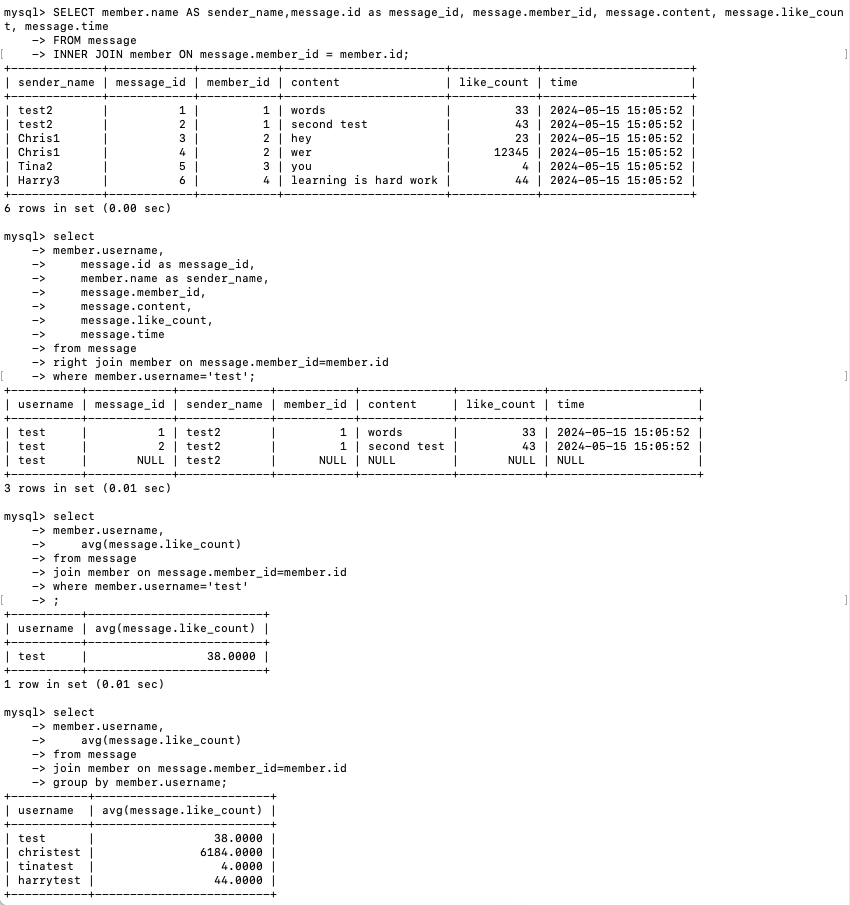 mysql> SELECT member.name AS sender_name,message.id as message_id, message.member_id, message.content, message.like_coun
t, message.time
    -> FROM message
[    -> INNER JOIN member ON message.member_id = member.id;                                                              ]
+-------------+------------+-----------+-----------------------+------------+---------------------+
| sender_name | message_id | member_id | content               | like_count | time                |
+-------------+------------+-----------+-----------------------+------------+---------------------+
| test2       |          1 |         1 | words                 |         33 | 2024-05-15 15:05:52 |
| test2       |          2 |         1 | second test           |         43 | 2024-05-15 15:05:52 |
| Chris1      |          3 |         2 | hey                   |         23 | 2024-05-15 15:05:52 |
| Chris1      |          4 |         2 | wer                   |      12345 | 2024-05-15 15:05:52 |
| Tina2       |          5 |         3 | you                   |          4 | 2024-05-15 15:05:52 |
| Harry3      |          6 |         4 | learning is hard work |         44 | 2024-05-15 15:05:52 |
+-------------+------------+-----------+-----------------------+------------+---------------------+
6 rows in set (0.00 sec)
mysql> select
    -> member.username,
    ->     message.id as message_id,
    ->     member.name as sender_name,
    ->     message.member_id,
    ->     message.content,
    ->     message.like_count,
    ->     message.time
    -> from message
    -> right join member on message.member_id=member.id
[    -> where member.username='test';                                                                                    ]
+----------+------------+-------------+-----------+-------------+------------+---------------------+
| username | message_id | sender_name | member_id | content     | like_count | time                |
+----------+------------+-------------+-----------+-------------+------------+---------------------+
| test     |          1 | test2       |         1 | words       |         33 | 2024-05-15 15:05:52 |
| test     |          2 | test2       |         1 | second test |         43 | 2024-05-15 15:05:52 |
| test     |       NULL | test2       |      NULL | NULL        |       NULL | NULL                |
+----------+------------+-------------+-----------+-------------+------------+---------------------+
3 rows in set (0.01 sec)
mysql> select
    -> member.username,
    ->     avg(message.like_count)
    -> from message
    -> join member on message.member_id=member.id
    -> where member.username='test'
[    -> ;                                                                                                                ]
+----------+-------------------------+
| username | avg(message.like_count) |
+----------+-------------------------+
| test     |                 38.0000 |
+----------+-------------------------+
1 row in set (0.01 sec)
mysql> select
    -> member.username,
    ->     avg(message.like_count)
    -> from message
    -> join member on message.member_id=member.id
    -> group by member.username;
+-----------+-------------------------+
| username  | avg(message.like_count) |
+-----------+-------------------------+
| test      |                 38.0000 |
| christest |               6184.0000 |
| tinatest  |                  4.0000 |
| harrytest |                 44.0000 |
+-----------+-------------------------+